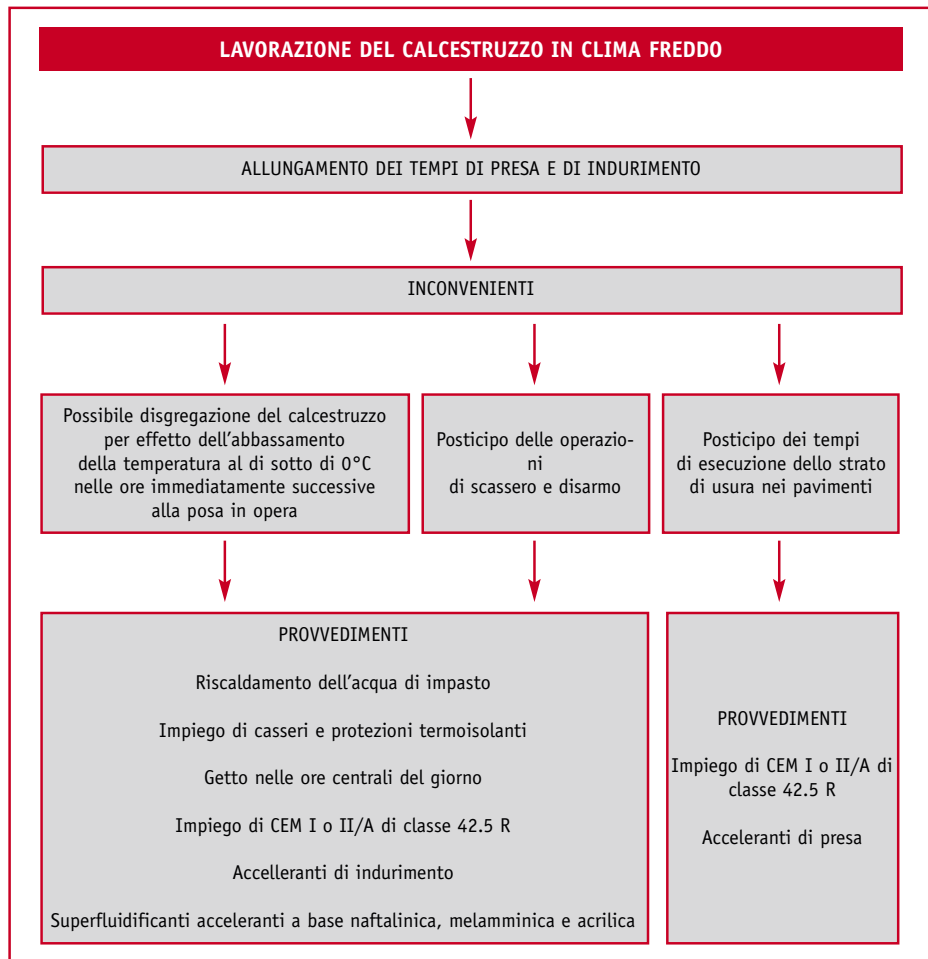 LAVORAZIONE DEL CALCESTRUZZO IN CLIMA FREDDO
ALLUNGAMENTO DEI TEMPI DI PRESA E DI INDURIMENTO
INCONVENIENTI
Possibile disgregazione del calcestruzzo
per effetto dell'abbassamento
della temperatura al di sotto di 0°C
nelle ore immediatamente successive
alla posa in opera
Posticipo delle operazio-
ni
di scassero e disarmo
Posticipo dei tempi
di esecuzione dello strato
di usura nei pavimenti
PROVVEDIMENTI
Riscaldamento dell'acqua di impasto
Impiego di casseri e protezioni termoisolanti
Getto nelle ore centrali del giorno
Impiego di CEM I o II/A di classe 42.5 R
Accelleranti di indurimento
Superfluidificanti acceleranti a base naftalinica, melamminica e acrilica
PROVVEDIMENTI
Impiego di CEM I o II/A di
classe 42.5 R
Acceleranti di presa